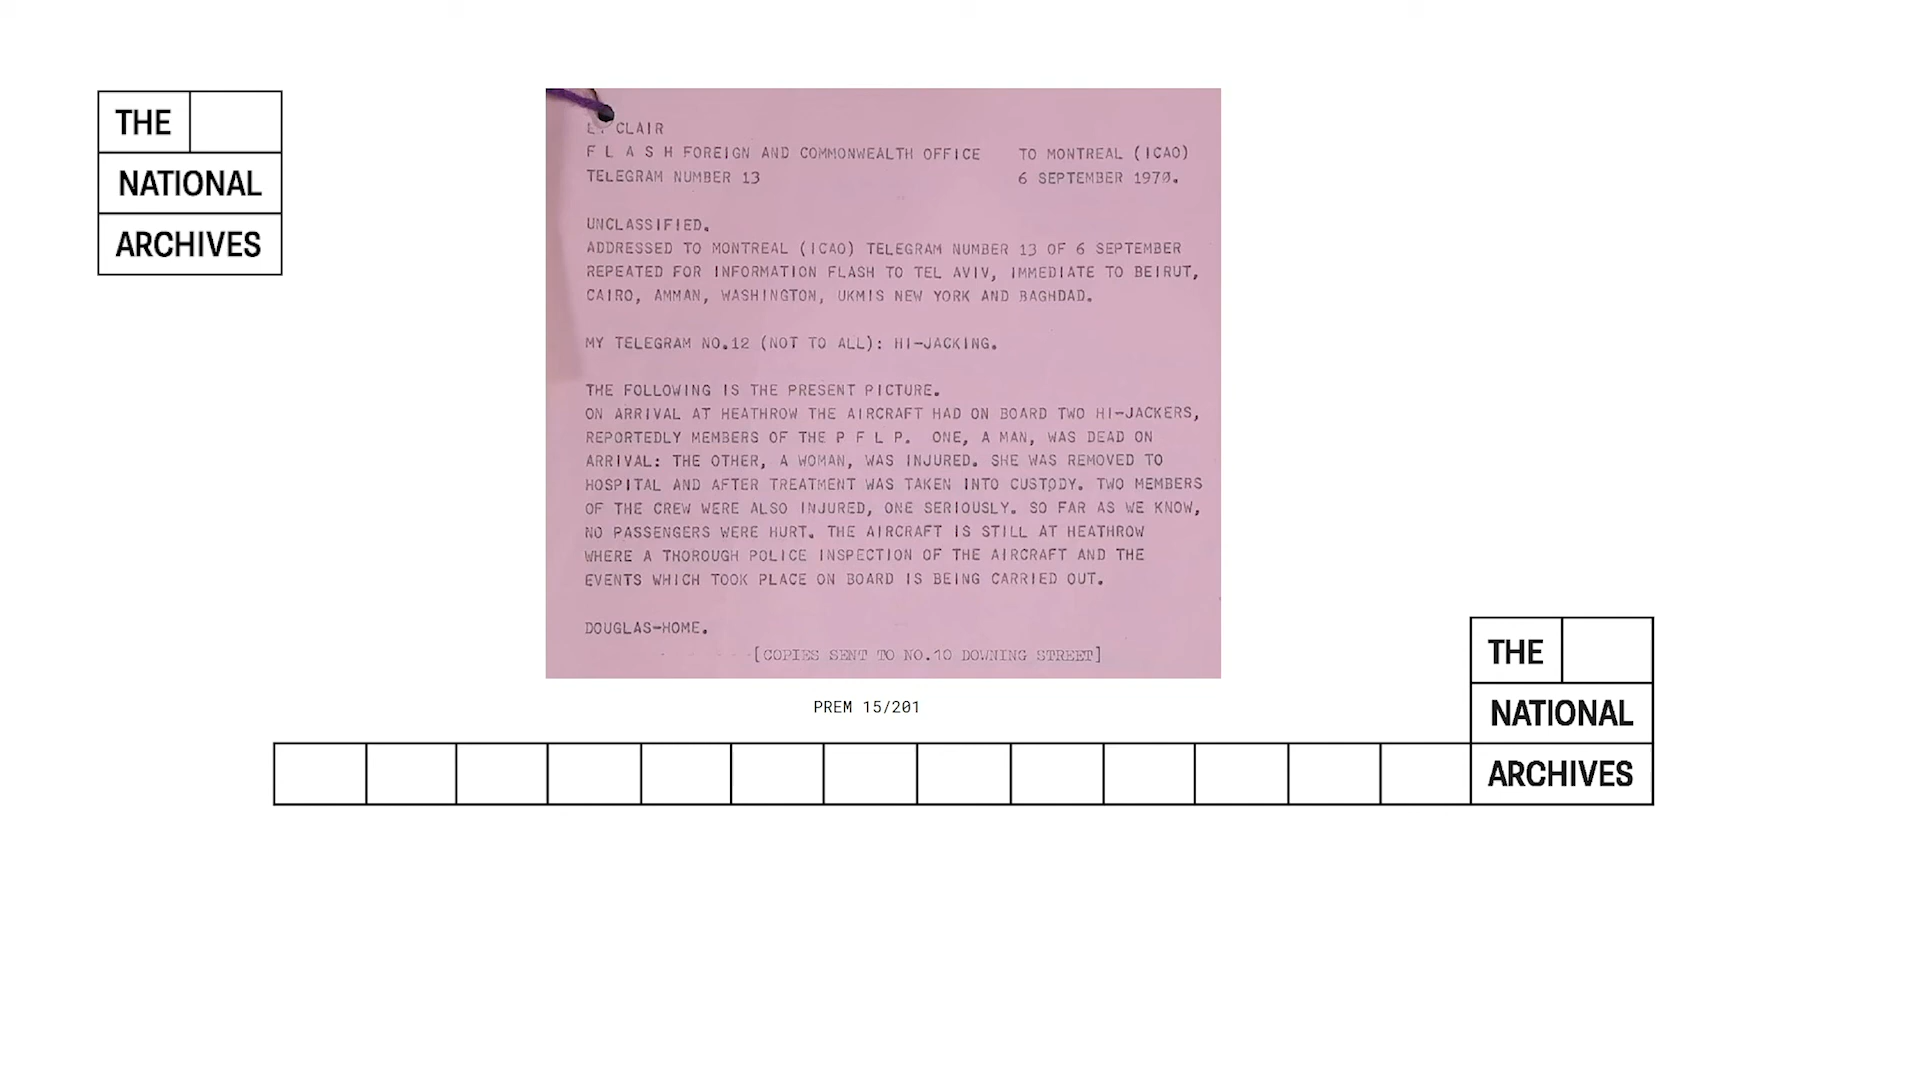 THE
NATIONAL
ARCHIVES
CLAIR
F L A S H FOREIGN AND COMMONWEALTH OFFICE TO MONTREAL (ICAO)
TELEGRAM NUMBER 13 6 SEPTEMBER 1970.
UNCLASSIFIED.
ADDRESSED TO MONTREAL (ICAO) TELEGRAM NUMBER 13 OF 6 SEPTEMBER
REPEATED FOR INFORMATION FLASH TO TEL AVIV, IMMEDIATE TO BEIRUT,
CAIRO, AMMAN, WASHINGTON, UKMIS NEW YORK AND BAGHDAD.
MY TELEGRAM NO.12 (NOT TO ALL): HI-JACKING.
THE FOLLOWING IS THE PRESENT PICTURE.
ON ARRIVAL AT HEATHROW THE AIRCRAFT HAD ON BOARD TWO HI-JACKERS,
REPORTEDLY MEMBERS OF THE P F L P. ONE, A MAN, WAS DEAD ON
ARRIVAL: THE OTHER, A WOMAN, WAS INJURED. SHE WAS REMOVED TO
HOSPITAL AND AFTER TREATMENT WAS TAKEN INTO CUSTODY. TWO MEMBERS
OF THE CREW WERE ALSO INJURED, ONE SERIOUSLY. SO FAR AS WE KNOW,
NO PASSENGERS WERE HURT. THE AIRCRAFT IS STILL AT HEATHROW
WHERE A THOROUGH POLICE INSPECTION OF THE AIRCRAFT AND THE
EVENTS WHICH TOOK PLACE ON BOARD IS BEING CARRIED OUT.
DOUGLAS-HOME.
[COPIES SENT TO NO.10 DOWNING STREET]
PREM 15/201
THE
NATIONAL
ARCHIVES